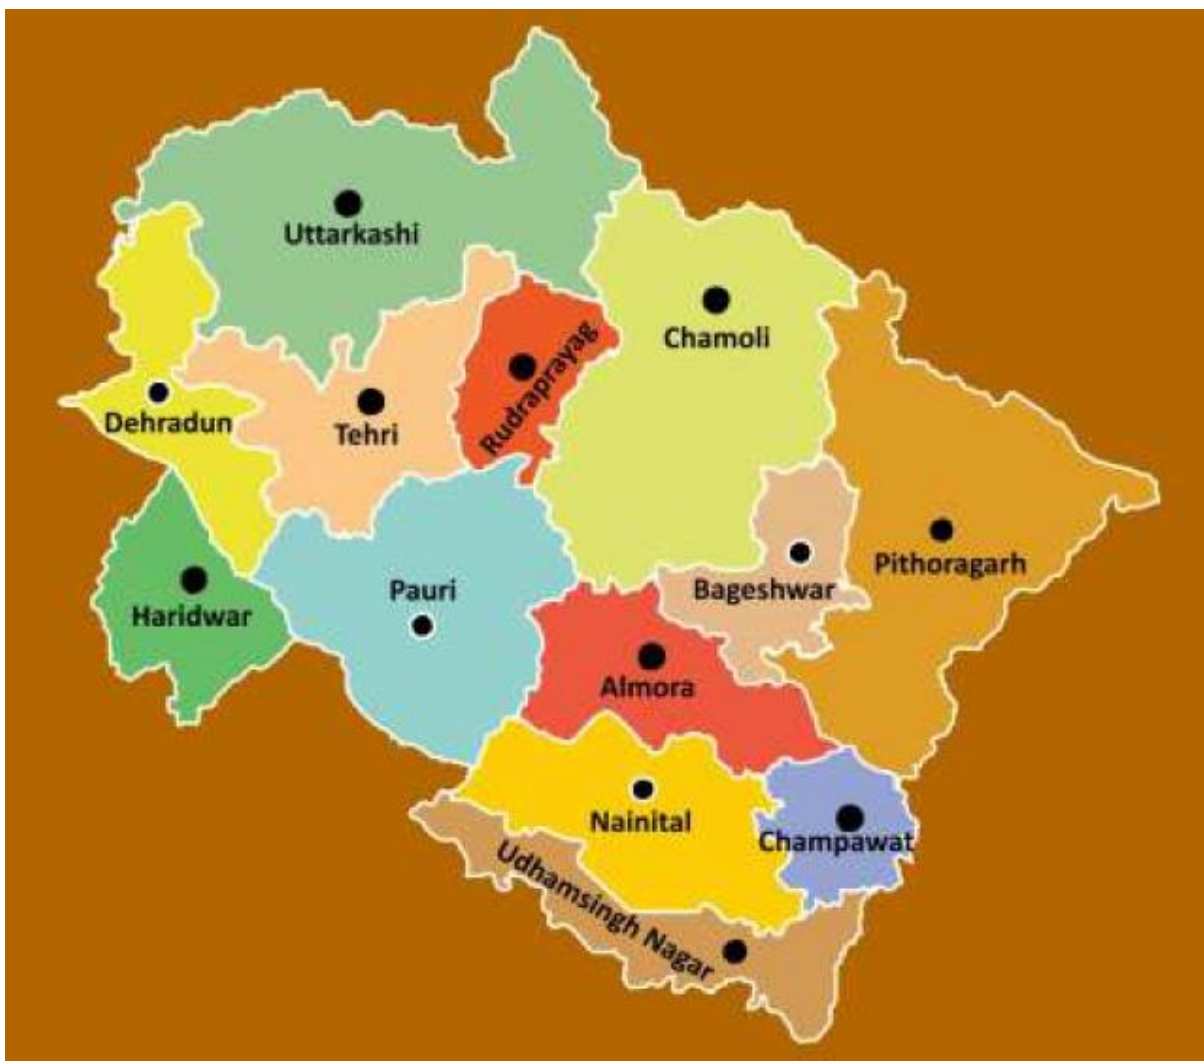 Uttarkashi
Chamoli
Rudraprayag
Dehradun
Tehri
Pithoragarh
Bageshwar
Pauri
Haridwar
Almora
Nainital
Champawat
Udhamsingh Nagar